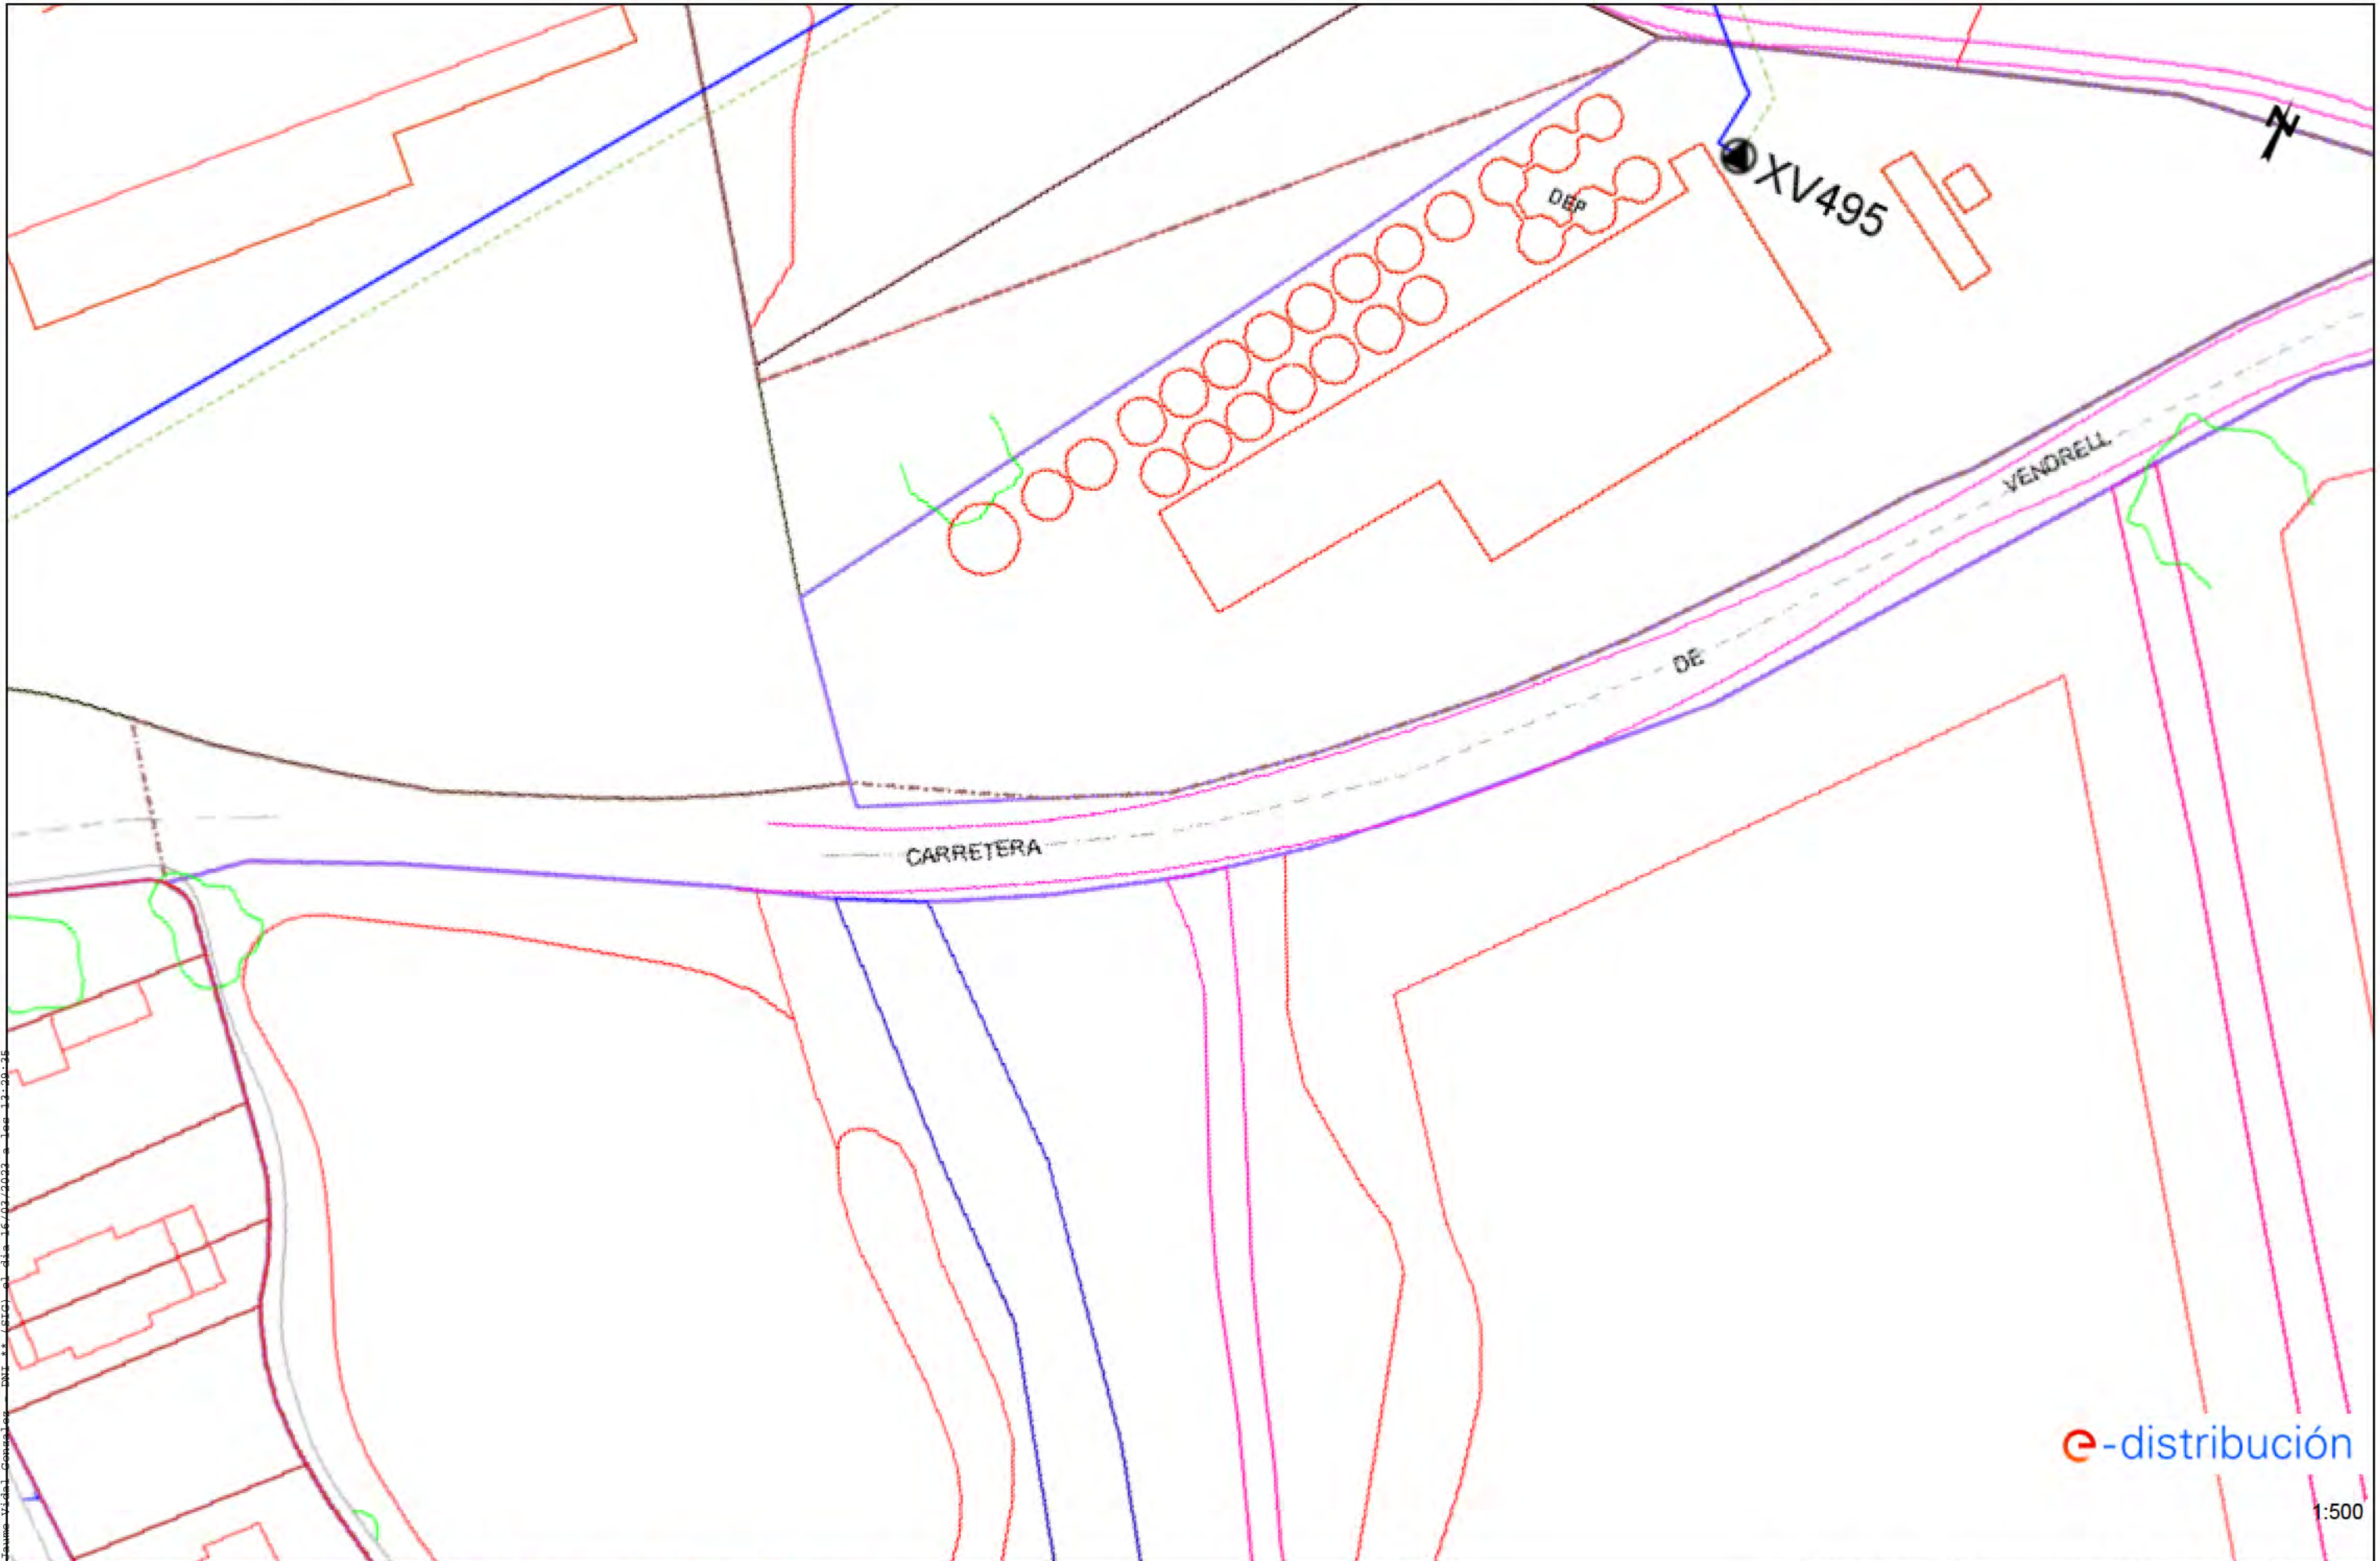 N
DEP
XV495
VENDRELL
DE
CARRETERA
e-distribución
1:500